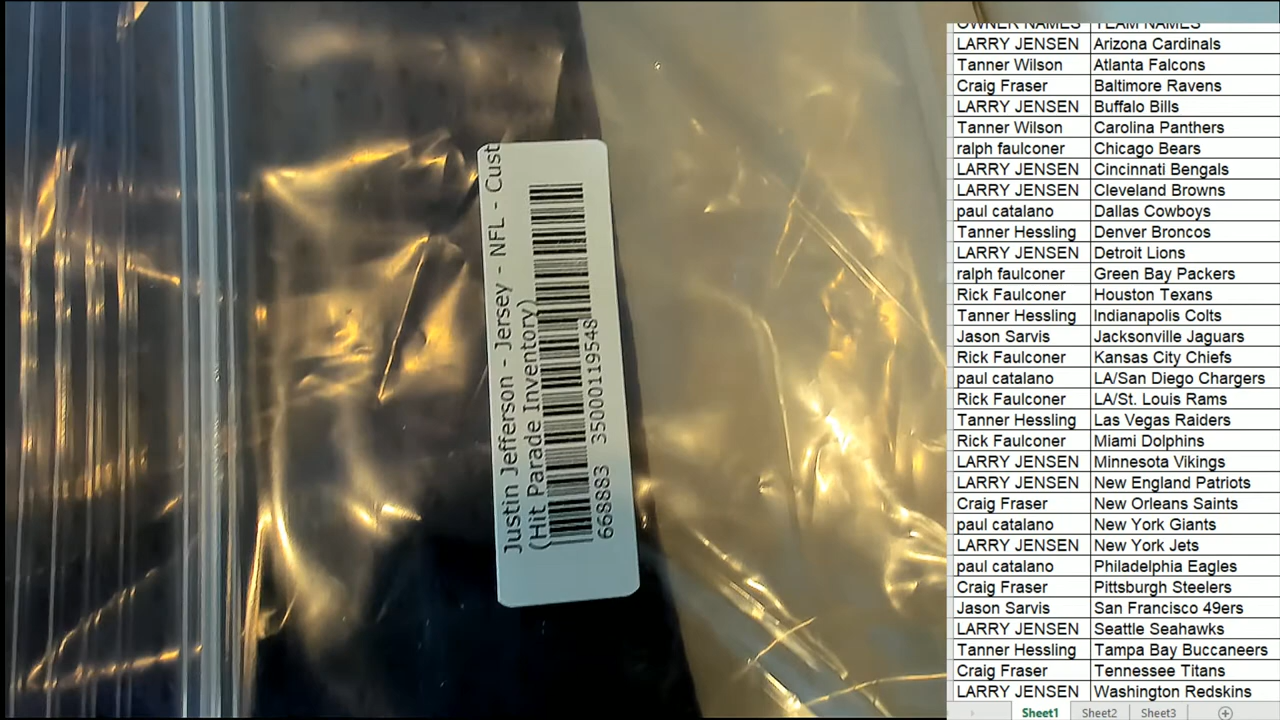 Justin Jefferson - Jersey - NFL - Cust
(Hit Parade Inventory)
668883 35000119548
OWNER NAMES TEAM NAMES
LARRY JENSEN Arizona Cardinals
Tanner Wilson Atlanta Falcons
Craig Fraser Baltimore Ravens
LARRY JENSEN Buffalo Bills
Tanner Wilson Carolina Panthers
ralph faulconer Chicago Bears
LARRY JENSEN Cincinnati Bengals
LARRY JENSEN Cleveland Browns
paul catalano Dallas Cowboys
Tanner Hessling Denver Broncos
LARRY JENSEN Detroit Lions
ralph faulconer Green Bay Packers
Rick Faulconer Houston Texans
Tanner Hessling Indianapolis Colts
Jason Sarvis Jacksonville Jaguars
Rick Faulconer Kansas City Chiefs
paul catalano LA/San Diego Chargers
Rick Faulconer LA/St. Louis Rams
Tanner Hessling Las Vegas Raiders
Rick Faulconer Miami Dolphins
LARRY JENSEN Minnesota Vikings
LARRY JENSEN New England Patriots
Craig Fraser New Orleans Saints
paul catalano New York Giants
LARRY JENSEN New York Jets
paul catalano Philadelphia Eagles
Craig Fraser Pittsburgh Steelers
Jason Sarvis San Francisco 49ers
LARRY JENSEN Seattle Seahawks
Tanner Hessling Tampa Bay Buccaneers
Craig Fraser Tennessee Titans
LARRY JENSEN Washington Redskins
Sheet1 Sheet2 Sheet3